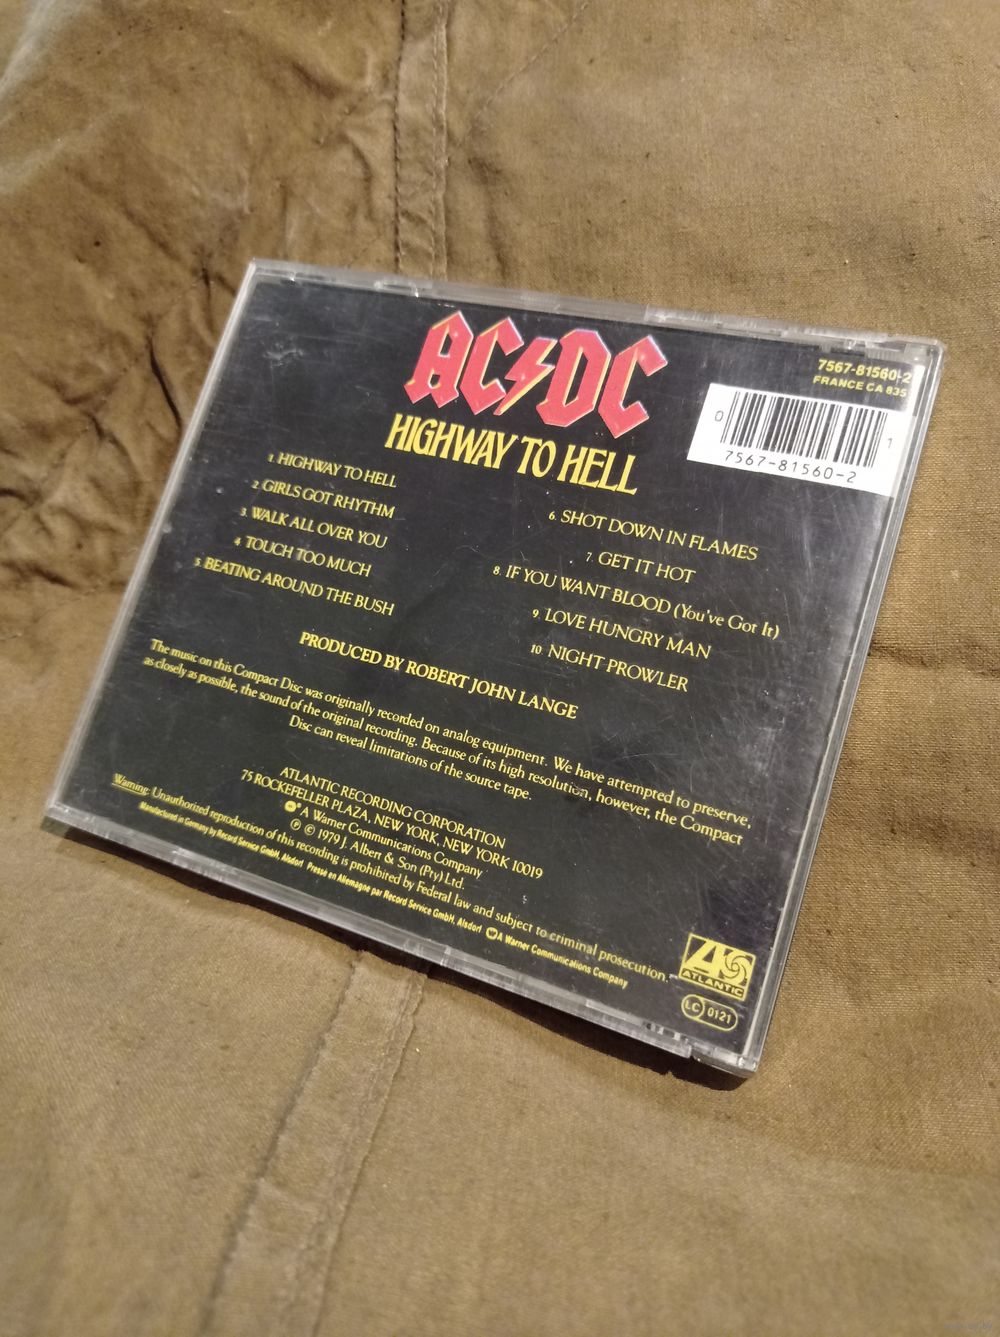 AC/DC
HIGHWAY TO HELL
7567-81560-2
FRANCE CA 835
0
1
7567-81560-2
1. HIGHWAY TO HELL
2. GIRLS GOT RHYTHM
3. WALK ALL OVER YOU
4. TOUCH TOO MUCH
5. BEATING AROUND THE BUSH
6. SHOT DOWN IN FLAMES
7. GET IT HOT
8. IF YOU WANT BLOOD (You've Got It)
9. LOVE HUNGRY MAN
10. NIGHT PROWLER
PRODUCED BY ROBERT JOHN LANGE
The music on this Compact Disc was originally recorded on analog equipment. We have attempted to preserve,
as closely as possible, the sound of the original recording. Because of its high resolution, however, the Compact
Disc can reveal limitations of the source tape.
ATLANTIC RECORDING CORPORATION
75 ROCKEFELLER PLAZA, NEW YORK, NEW YORK 10019
A Warner Communications Company
℗ © 1979 J. Albert & Son (Pty) Ltd.
Warning: Unauthorized reproduction of this recording is prohibited by Federal law and subject to criminal prosecution.
Manufactured in Germany by Record Service GmbH, Alsdorf Pressé en Allemagne par Record Service GmbH, Alsdorf A Warner Communications Company
ATLANTIC
LC 0121